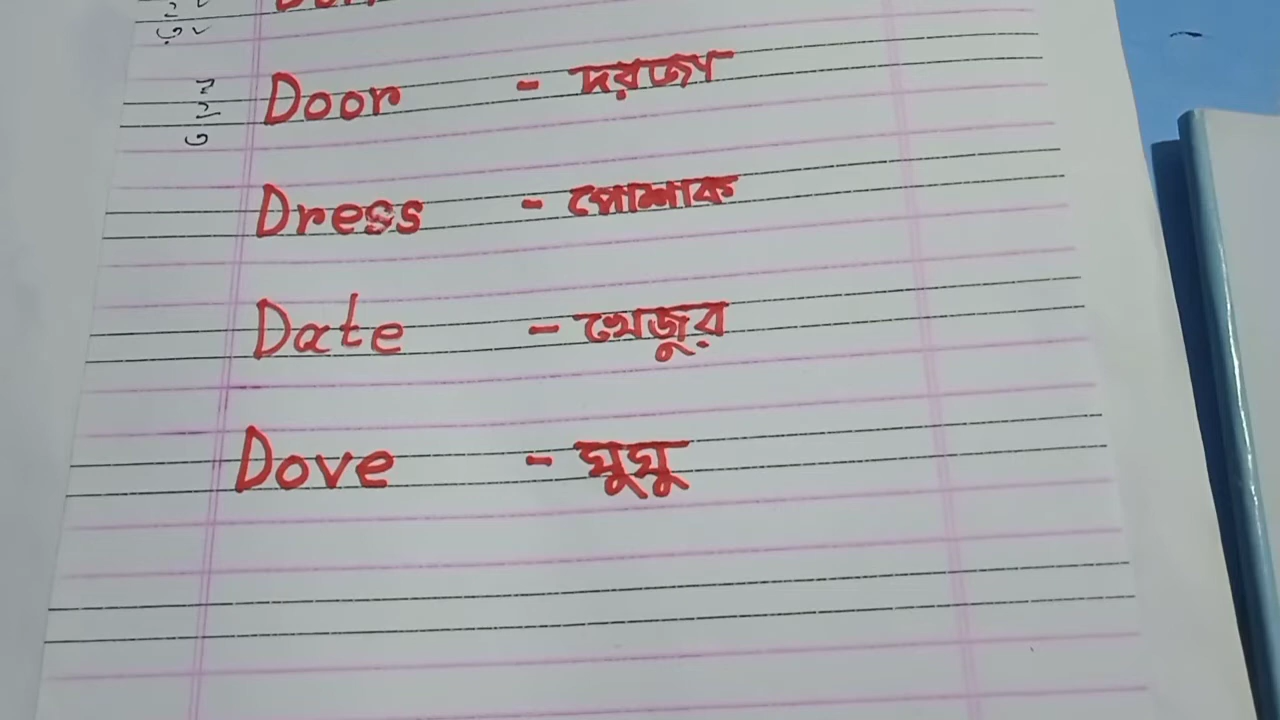 Door - দরজা
Dress - পোশাক
Date - খেজুর
Dove - ঘুঘু